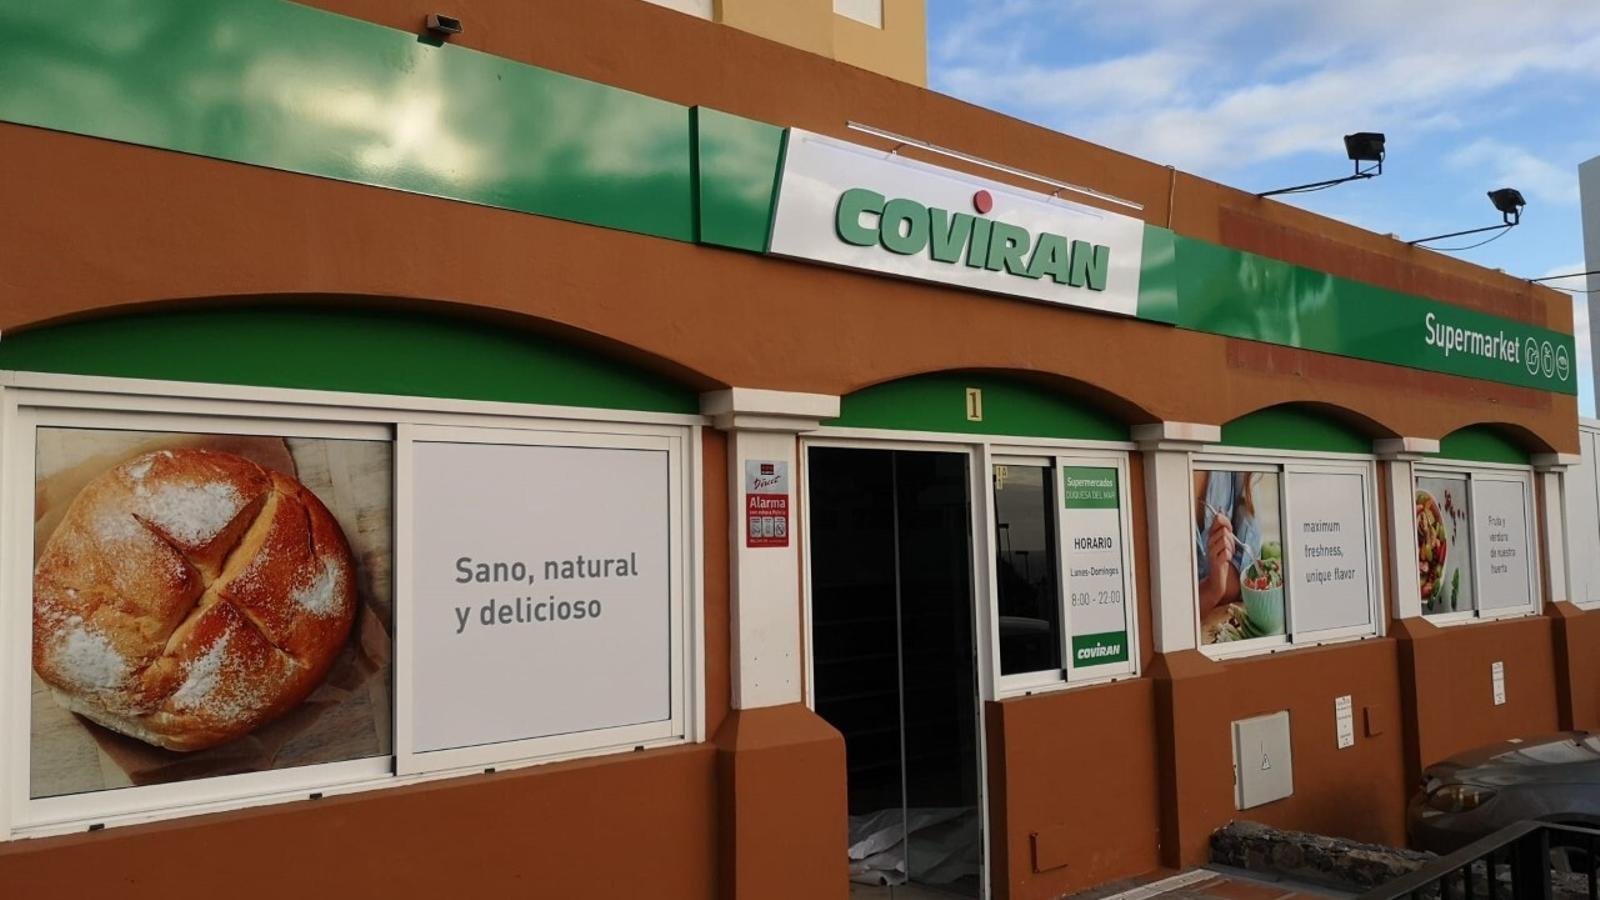 COVIRAN
Supermarket
1
Sano, natural
y delicioso
Direct
Alarma
Supermercados
DUQUESA DEL MAR
HORARIO
Lunes-Domingos
8:00 - 22:00
COVIRAN
maximum
freshness,
unique flavor
Fruta y
verdura
de nuestra
huerta